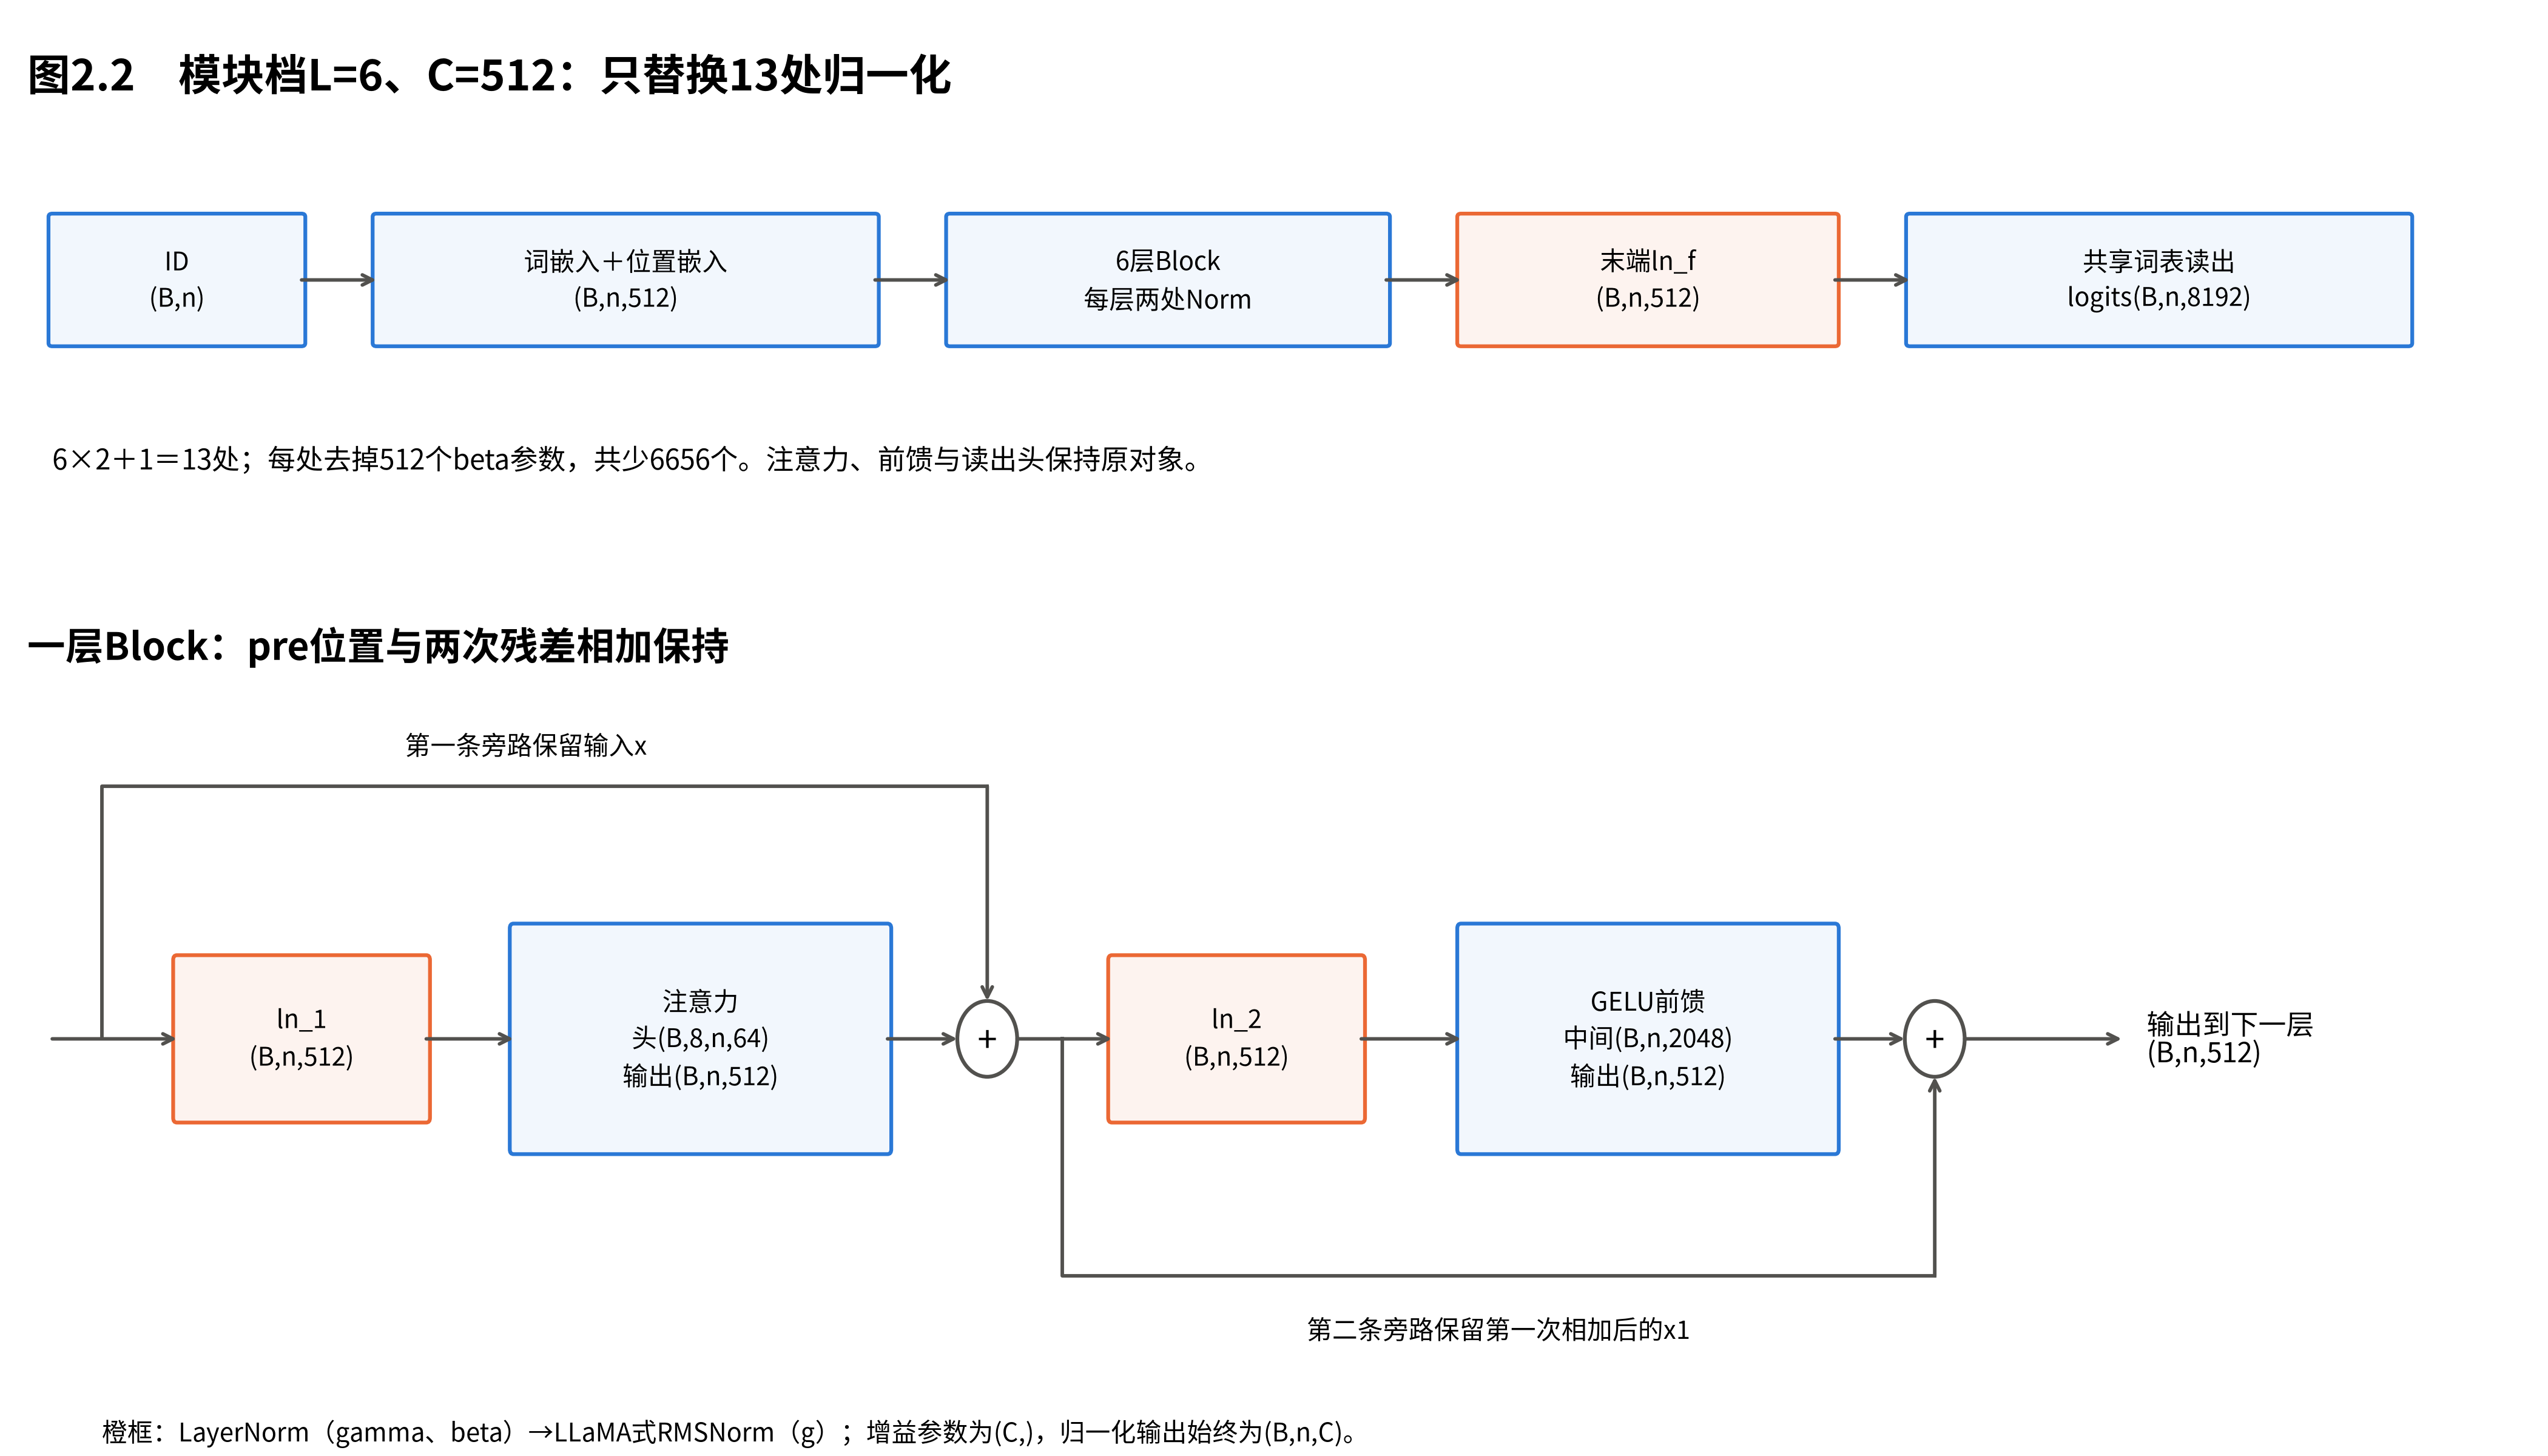 图2.2 模块档L=6、C=512：只替换13处归一化
ID
(B,n)
词嵌入＋位置嵌入
(B,n,512)
6层Block
每层两处Norm
末端ln_f
(B,n,512)
共享词表读出
logits(B,n,8192)
6×2＋1＝13处；每处去掉512个beta参数，共少6656个。注意力、前馈与读出头保持原对象。
一层Block：pre位置与两次残差相加保持
第一条旁路保留输入x
ln_1
(B,n,512)
注意力
头(B,8,n,64)
输出(B,n,512)
+
ln_2
(B,n,512)
GELU前馈
中间(B,n,2048)
输出(B,n,512)
+
输出到下一层
(B,n,512)
第二条旁路保留第一次相加后的x1
橙框：LayerNorm（gamma、beta）→LLaMA式RMSNorm（g）；增益参数为(C,)，归一化输出始终为(B,n,C)。